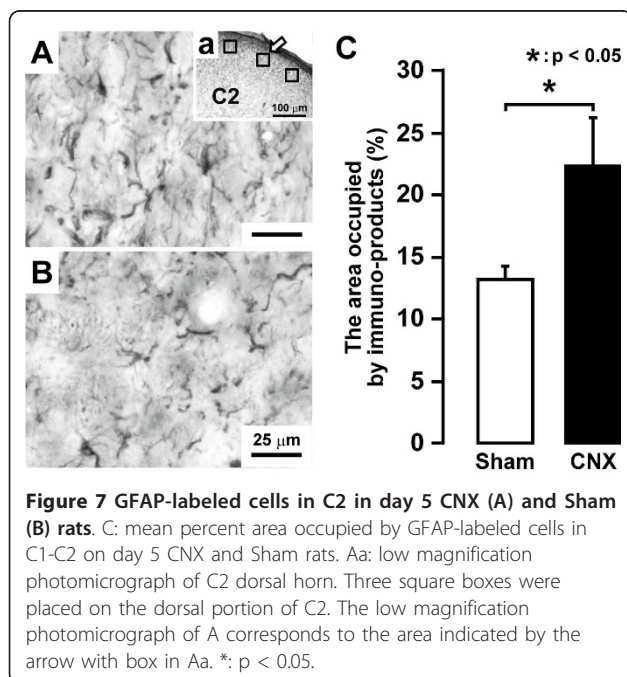 A
a
C2
100 µm
B
25 µm
C
*: p < 0.05
*
The area occupied
by immuno-products (%)
30
25
20
15
10
5
0
Sham
CNX
Figure 7 GFAP-labeled cells in C2 in day 5 CNX (A) and Sham
(B) rats. C: mean percent area occupied by GFAP-labeled cells in
C1-C2 on day 5 CNX and Sham rats. Aa: low magnification
photomicrograph of C2 dorsal horn. Three square boxes were
placed on the dorsal portion of C2. The low magnification
photomicrograph of A corresponds to the area indicated by the
arrow with box in Aa. *: p < 0.05.